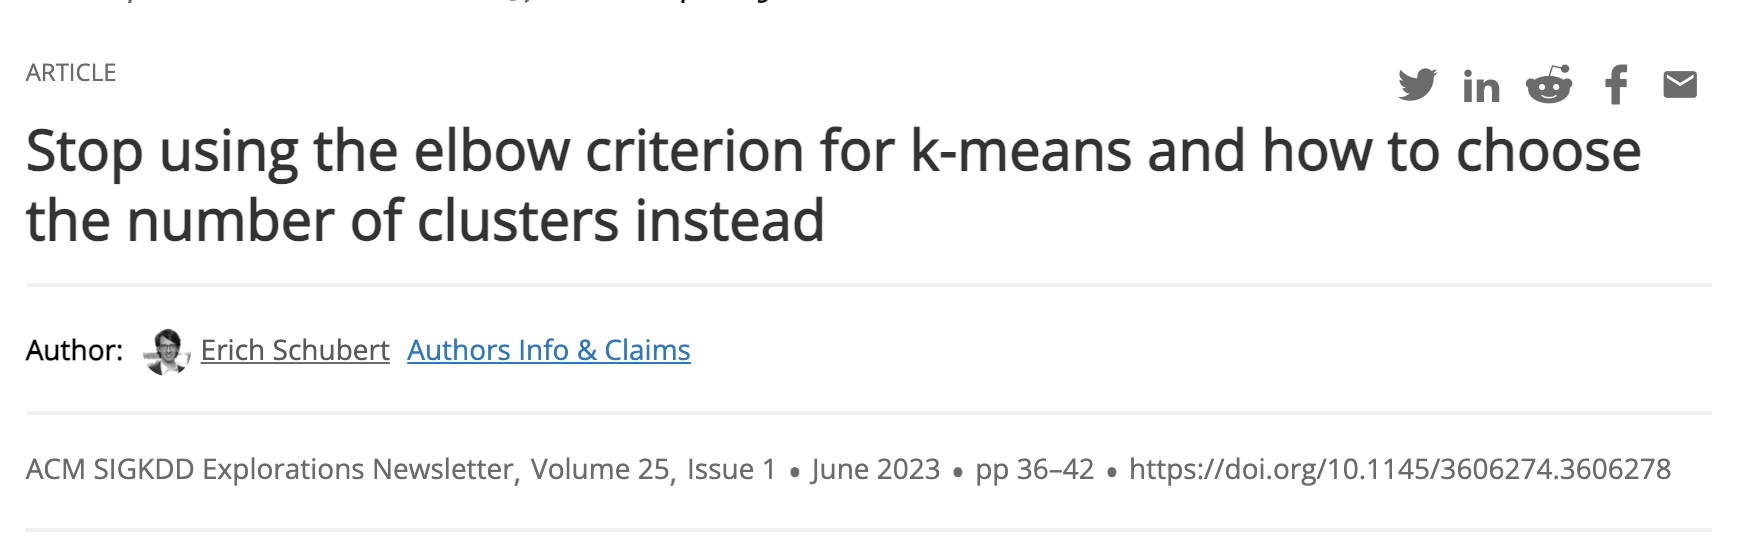 ARTICLE
Stop using the elbow criterion for k-means and how to choose
the number of clusters instead
Author: Erich Schubert Authors Info & Claims
ACM SIGKDD Explorations Newsletter, Volume 25, Issue 1 • June 2023 • pp 36–42 • https://doi.org/10.1145/3606274.3606278